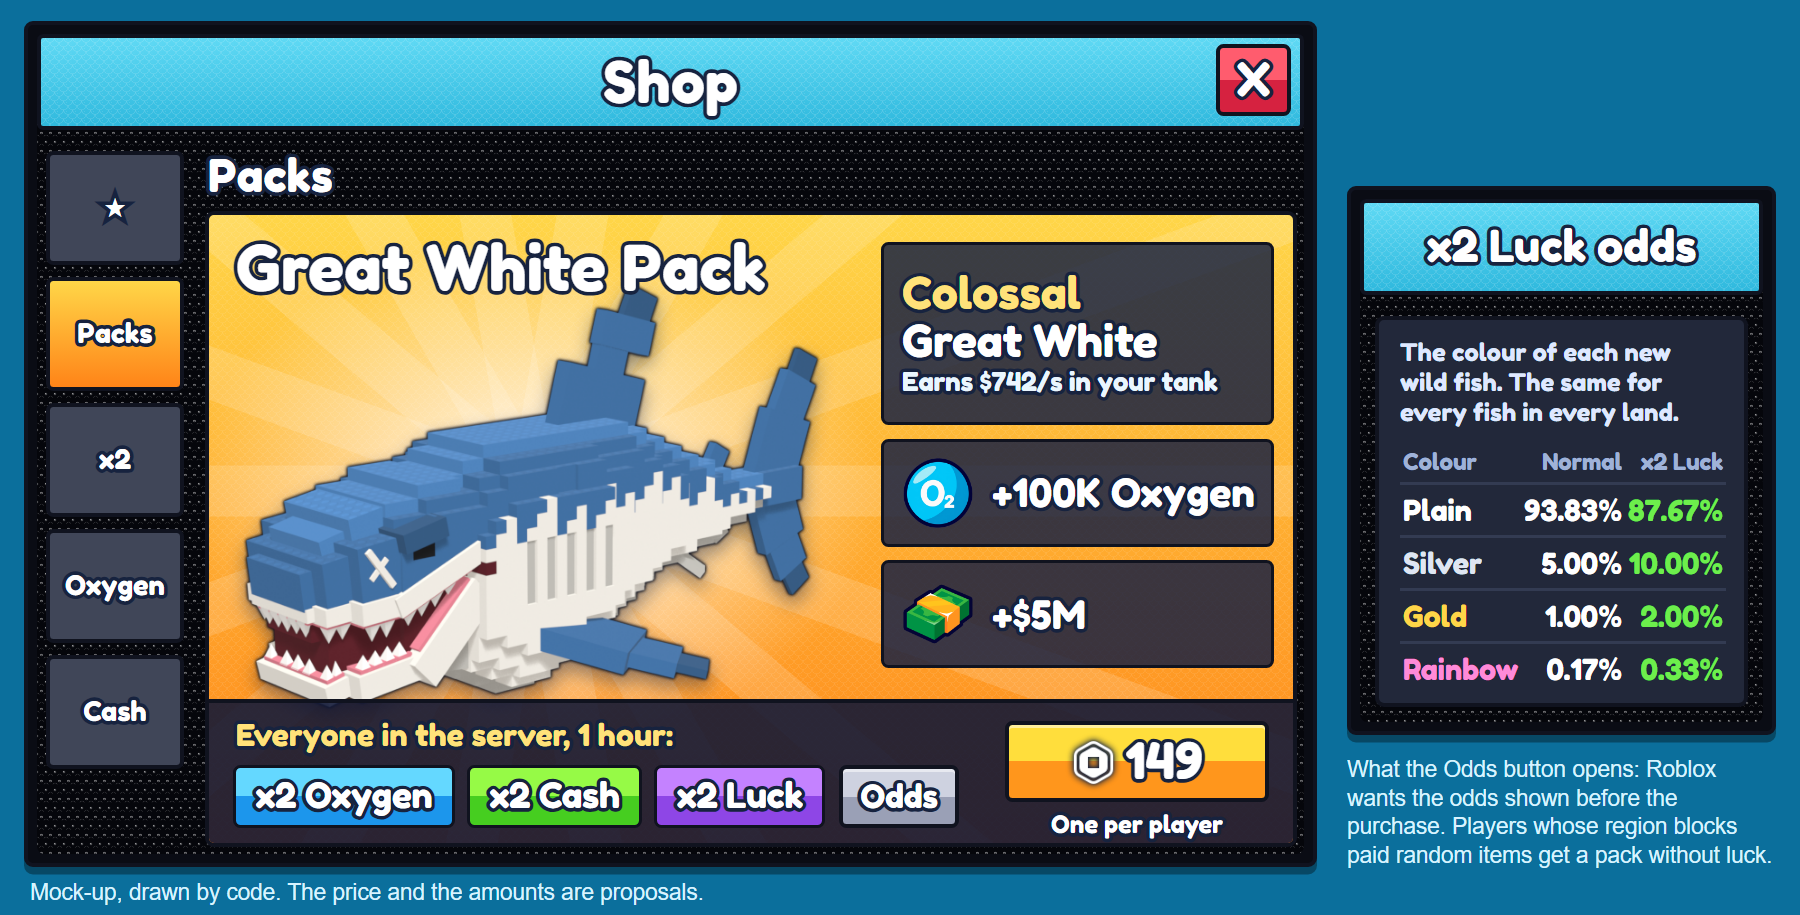 Shop
Packs
Packs
x2
Oxygen
Cash
Great White Pack
Colossal
Great White
Earns $742/s in your tank
O₂
+100K Oxygen
+$5M
Everyone in the server, 1 hour:
x2 Oxygen
x2 Cash
x2 Luck
Odds
149
One per player
Mock-up, drawn by code. The price and the amounts are proposals.
x2 Luck odds
The colour of each new
wild fish. The same for
every fish in every land.
Colour Normal x2 Luck
Plain 93.83% 87.67%
Silver 5.00% 10.00%
Gold 1.00% 2.00%
Rainbow 0.17% 0.33%
What the Odds button opens: Roblox
wants the odds shown before the
purchase. Players whose region blocks
paid random items get a pack without luck.